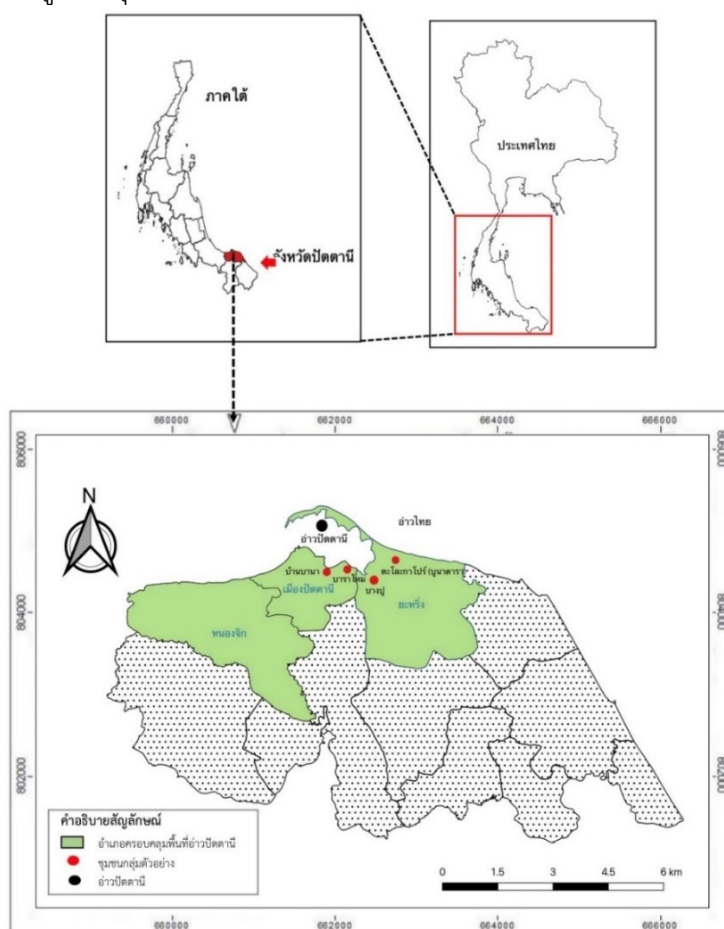 ภาคใต้
ประเทศไทย
จังหวัดปัตตานี
660000 662000 664000 666000
806000 806000
N
อ่าวไทย
อ่าวปัตตานี
บ้านบานา
บาราโหม
ตะโละกาโปร์ (บูนาดารา)
เมืองปัตตานี
บางปู
ยะหริ่ง
804000 804000
หนองจิก
802000 802000
คำอธิบายสัญลักษณ์
อำเภอครอบคลุมพื้นที่อ่าวปัตตานี
ชุมชนกลุ่มตัวอย่าง
อ่าวปัตตานี
0 1.5 3 4.5 6 km
660000 662000 664000 666000